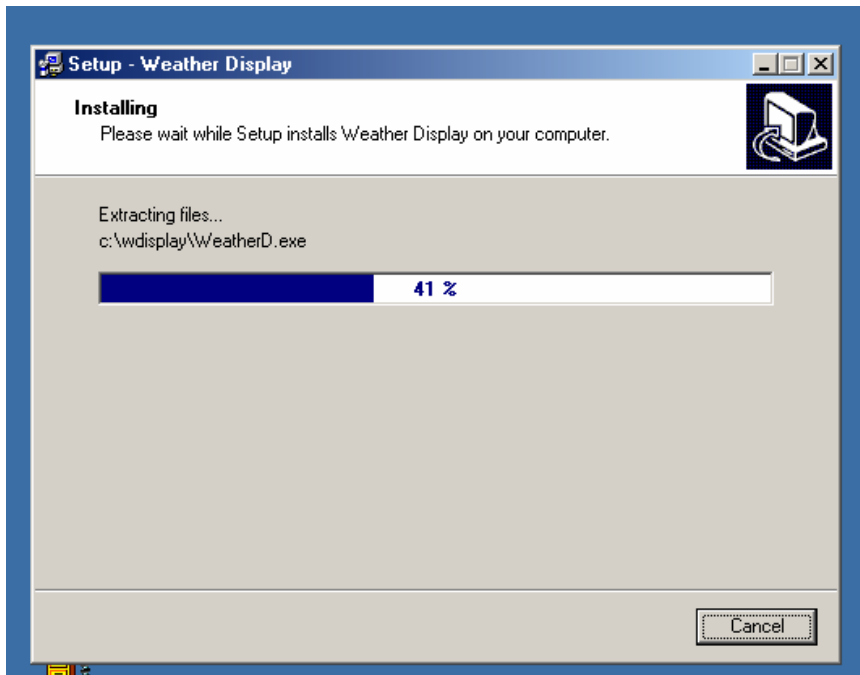 Setup - Weather Display
Installing
Please wait while Setup installs Weather Display on your computer.
Extracting files...
c:\wdisplay\WeatherD.exe
41 %
Cancel